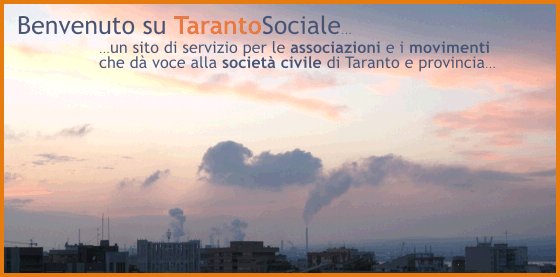 Benvenuto su TarantoSociale...
...un sito di servizio per le associazioni e i movimenti
che dà voce alla società civile di Taranto e provincia...